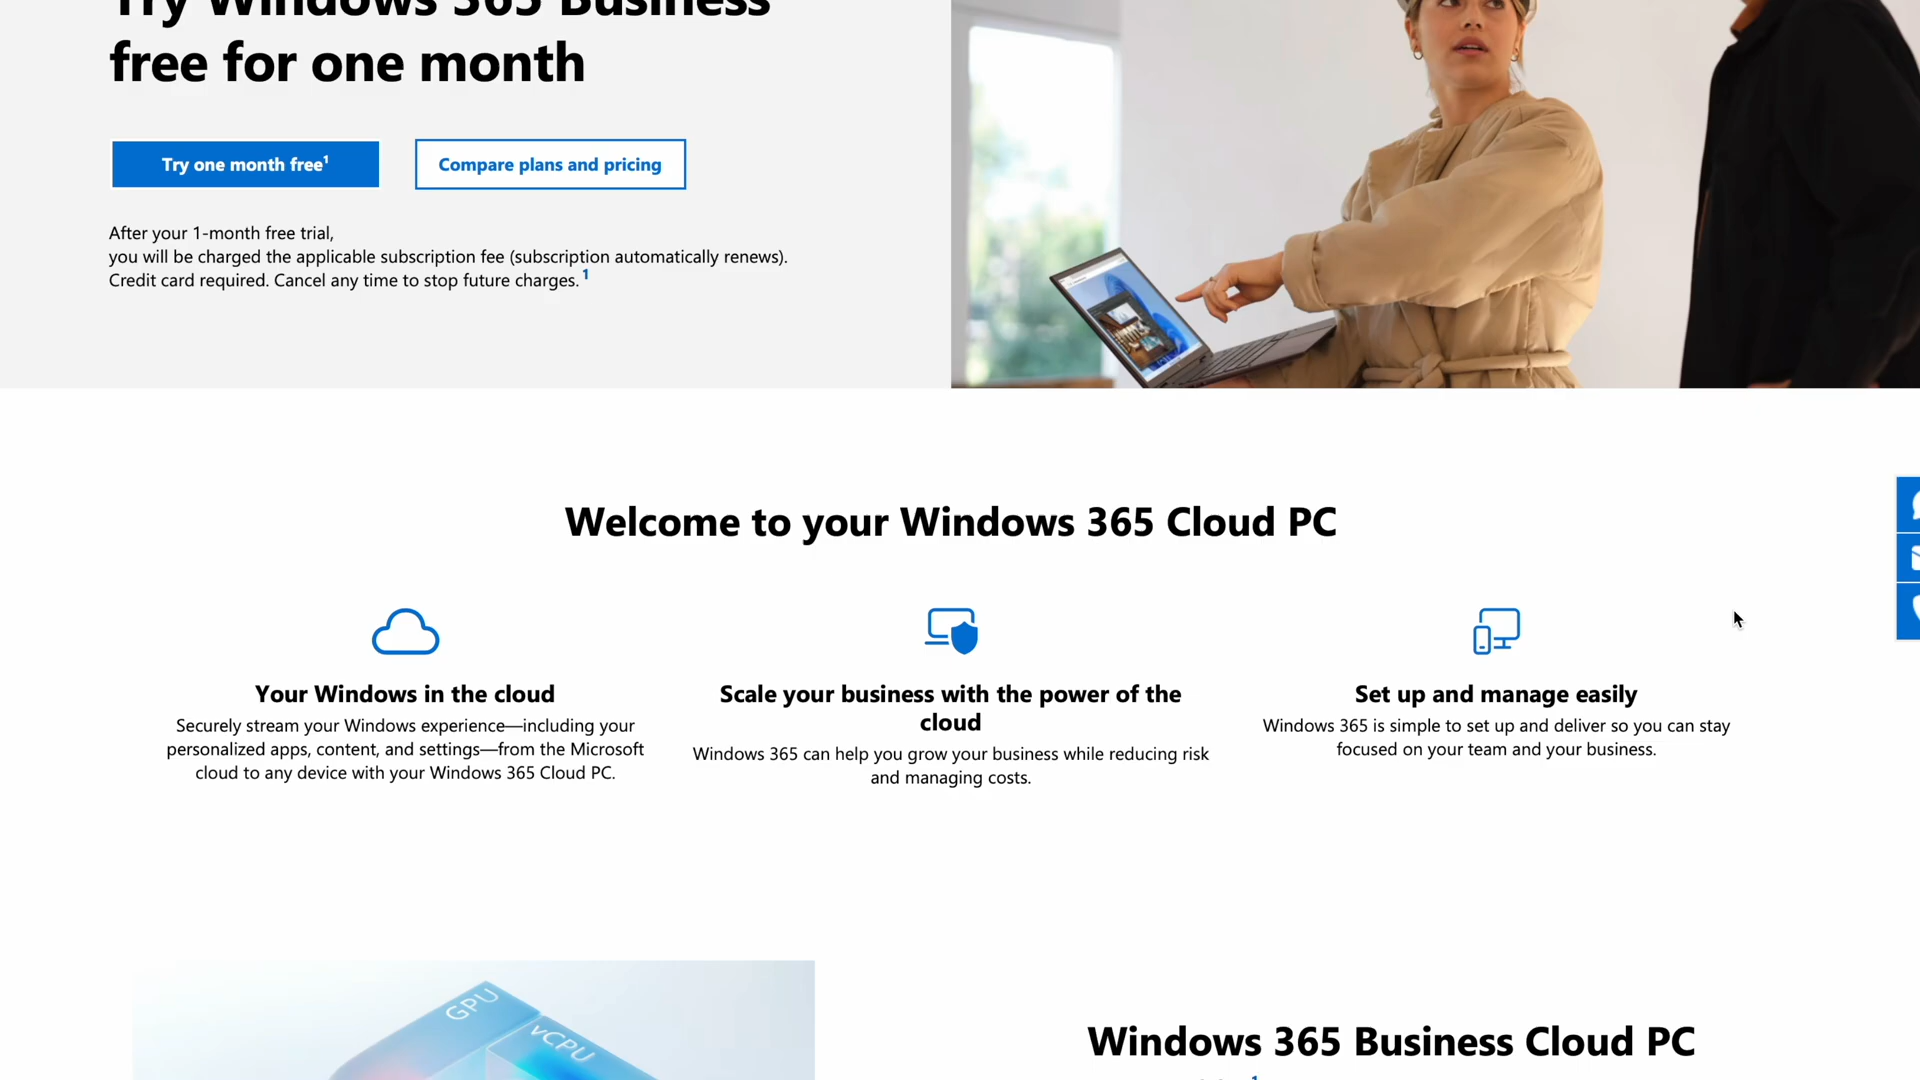 Try Windows 365 Business
free for one month
Try one month free¹
Compare plans and pricing
After your 1-month free trial,
you will be charged the applicable subscription fee (subscription automatically renews).
Credit card required. Cancel any time to stop future charges. ¹
Welcome to your Windows 365 Cloud PC
Your Windows in the cloud
Securely stream your Windows experience—including your
personalized apps, content, and settings—from the Microsoft
cloud to any device with your Windows 365 Cloud PC.
Scale your business with the power of the
cloud
Windows 365 can help you grow your business while reducing risk
and managing costs.
Set up and manage easily
Windows 365 is simple to set up and deliver so you can stay
focused on your team and your business.
GPU
vCPU
Windows 365 Business Cloud PC